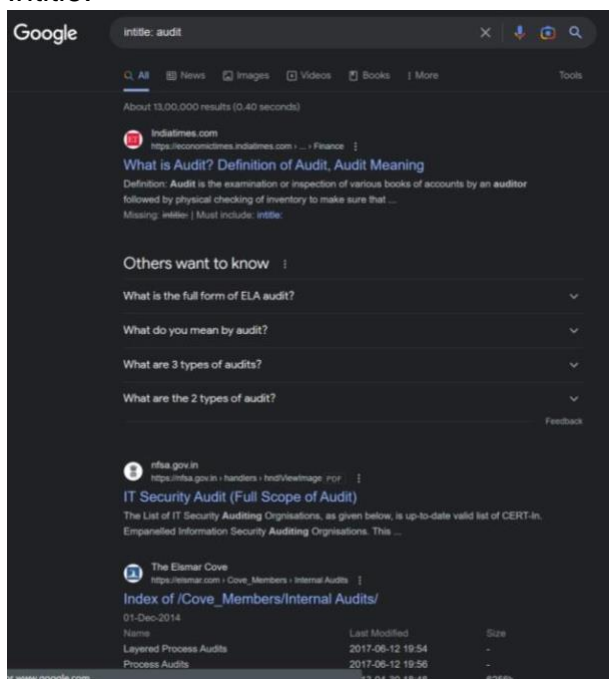 intitle:
Google
intitle: audit
All News Images Videos Books More Tools
About 13,00,000 results (0.40 seconds)
Indiatimes.com
https://economictimes.indiatimes.com › ... › Finance
What is Audit? Definition of Audit, Audit Meaning
Definition: Audit is the examination or inspection of various books of accounts by an auditor
followed by physical checking of inventory to make sure that ...
Missing: intitle: | Must include: intitle:
Others want to know
What is the full form of ELA audit?
What do you mean by audit?
What are 3 types of audits?
What are the 2 types of audit?
Feedback
nfsa.gov.in
https://nfsa.gov.in › handlers › hndlViewImage PDF
IT Security Audit (Full Scope of Audit)
The List of IT Security Auditing Orgnisations, as given below, is up-to-date valid list of CERT-In.
Empanelled Information Security Auditing Orgnisations. This ...
The Elsmar Cove
https://elsmar.com › Cove_Members › Internal Audits
Index of /Cove_Members/Internal Audits/
01-Dec-2014
Name Last Modified Size
Layered Process Audits 2017-06-12 19:54 -
Process Audits 2017-06-12 19:56 -
www.google.com